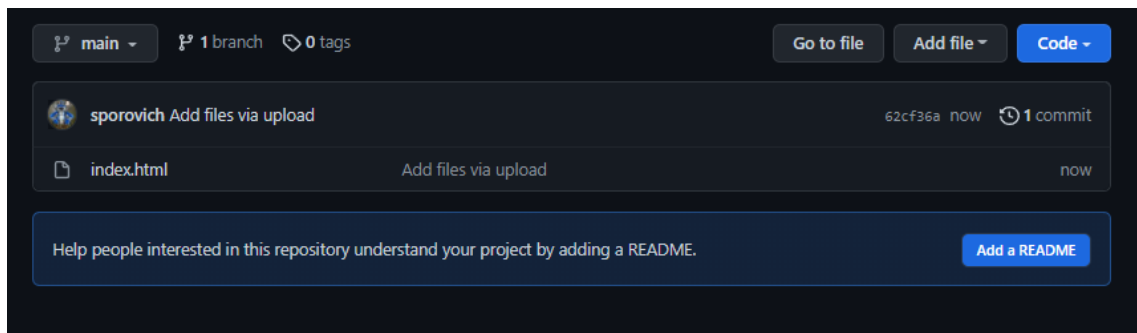 main 1 branch 0 tags Go to file Add file Code
sporovich Add files via upload 62cf36a now 1 commit
index.html Add files via upload now
Help people interested in this repository understand your project by adding a README. Add a README